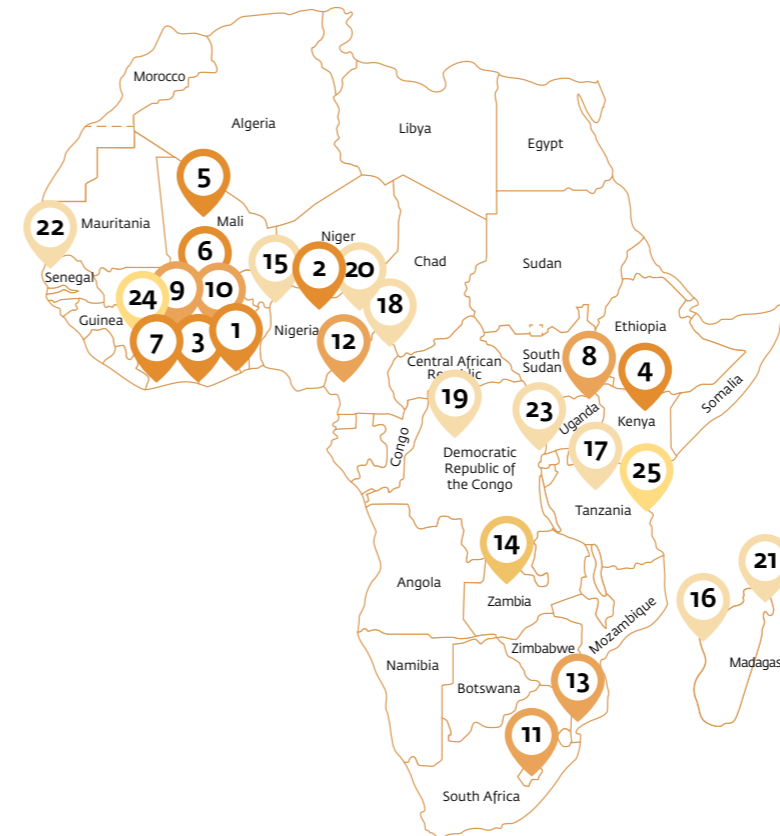 Morocco
Algeria
Libya
Egypt
5
22
Mauritania
Mali
Niger
6
15
2
20
Chad
Sudan
Senegal
24
9
10
18
Guinea
7
3
1
Nigeria
12
Ethiopia
Central African
Republic
South
Sudan
8
4
Somalia
19
23
Uganda
Kenya
Congo
Democratic
Republic of
the Congo
17
25
Tanzania
14
21
Angola
Zambia
16
Mozambique
Namibia
Zimbabwe
Madagas
Botswana
13
11
South Africa